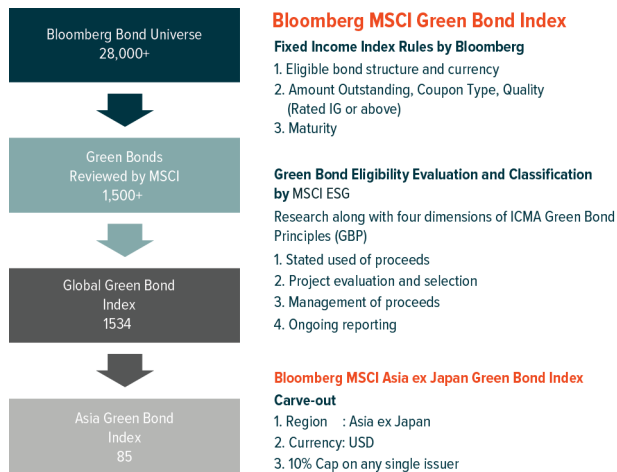 Bloomberg Bond Universe
28,000+
Green Bonds
Reviewed by MSCI
1,500+
Global Green Bond
Index
1534
Asia Green Bond
Index
85
Bloomberg MSCI Green Bond Index
Fixed Income Index Rules by Bloomberg
1. Eligible bond structure and currency
2. Amount Outstanding, Coupon Type, Quality
(Rated IG or above)
3. Maturity
Green Bond Eligibility Evaluation and Classification
by MSCI ESG
Research along with four dimensions of ICMA Green Bond
Principles (GBP)
1. Stated used of proceeds
2. Project evaluation and selection
3. Management of proceeds
4. Ongoing reporting
Bloomberg MSCI Asia ex Japan Green Bond Index
Carve-out
1. Region : Asia ex Japan
2. Currency: USD
3. 10% Cap on any single issuer